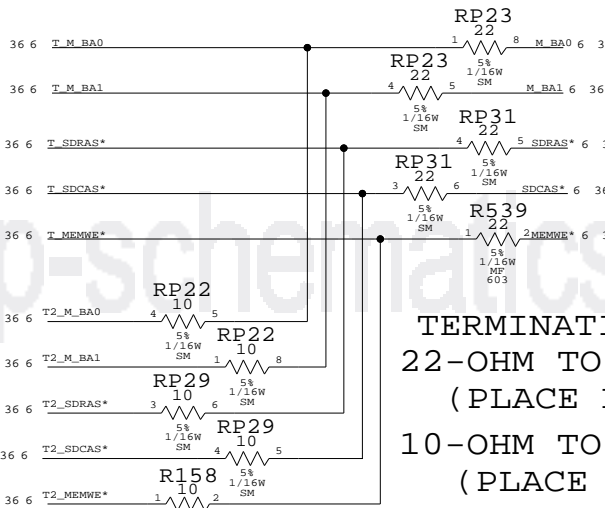 RP23
36 6 T_M_BA0 1 22 8 M_BA0 6 3
5%
1/16W
SM
RP23
36 6 T_M_BA1 4 22 5 M_BA1 6 36
5%
1/16W
SM
RP31
36 6 T_SDRAS* 4 22 5 SDRAS* 6 1
5%
1/16W
SM
RP31
36 6 T_SDCAS* 3 22 6 SDCAS* 6 36
5%
1/16W
SM
R539
36 6 T_MEMWE* 1 22 2 MEMWE* 6 1
5%
1/16W
MF
603
p-schematics
RP22
36 6 T2_M_BA0 4 10 5
5%
1/16W
SM
RP22
36 6 T2_M_BA1 1 10 8
5%
1/16W
SM
RP29
36 6 T2_SDRAS* 3 10 6
5%
1/16W
SM
RP29
36 6 T2_SDCAS* 4 10 5
5%
1/16W
SM
R158
36 6 T2_MEMWE* 1 10 2
TERMINATI
22-OHM TO
(PLACE
10-OHM TO
(PLACE